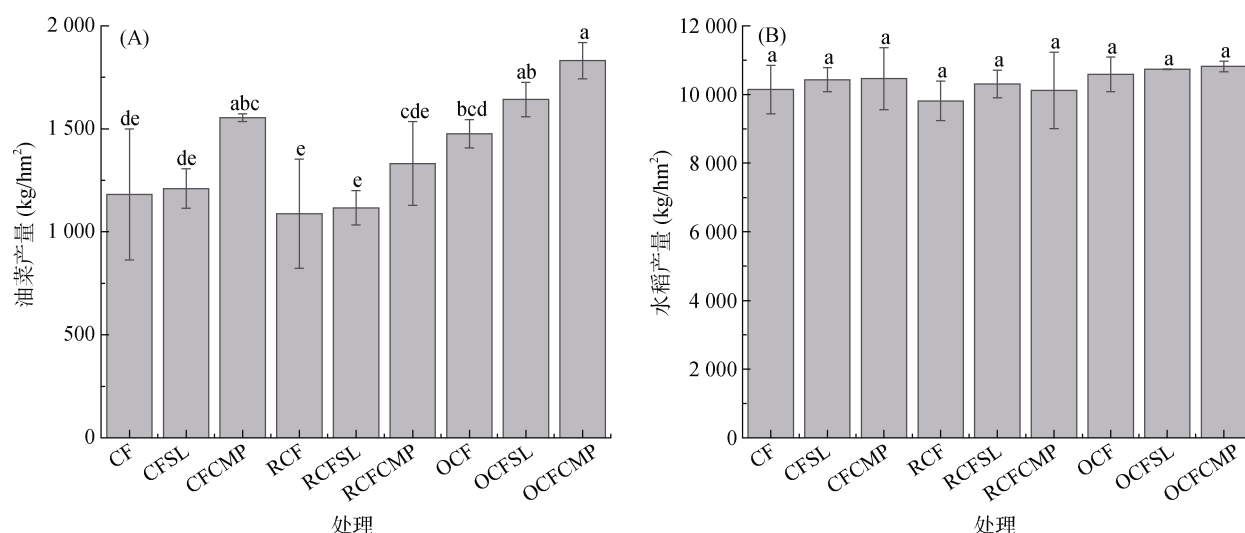 (A)
油菜产量 (kg/hm²)
2 000
1 500
1 000
500
0
de
de
abc
e
e
cde
bcd
ab
a
CF
CFSL
CFCMP
RCF
RCFSL
RCFCMP
OCF
OCFSL
OCFCMP
处理
(B)
水稻产量 (kg/hm²)
12 000
10 000
8 000
6 000
4 000
2 000
0
a
a
a
a
a
a
a
a
a
CF
CFSL
CFCMP
RCF
RCFSL
RCFCMP
OCF
OCFSL
OCFCMP
处理